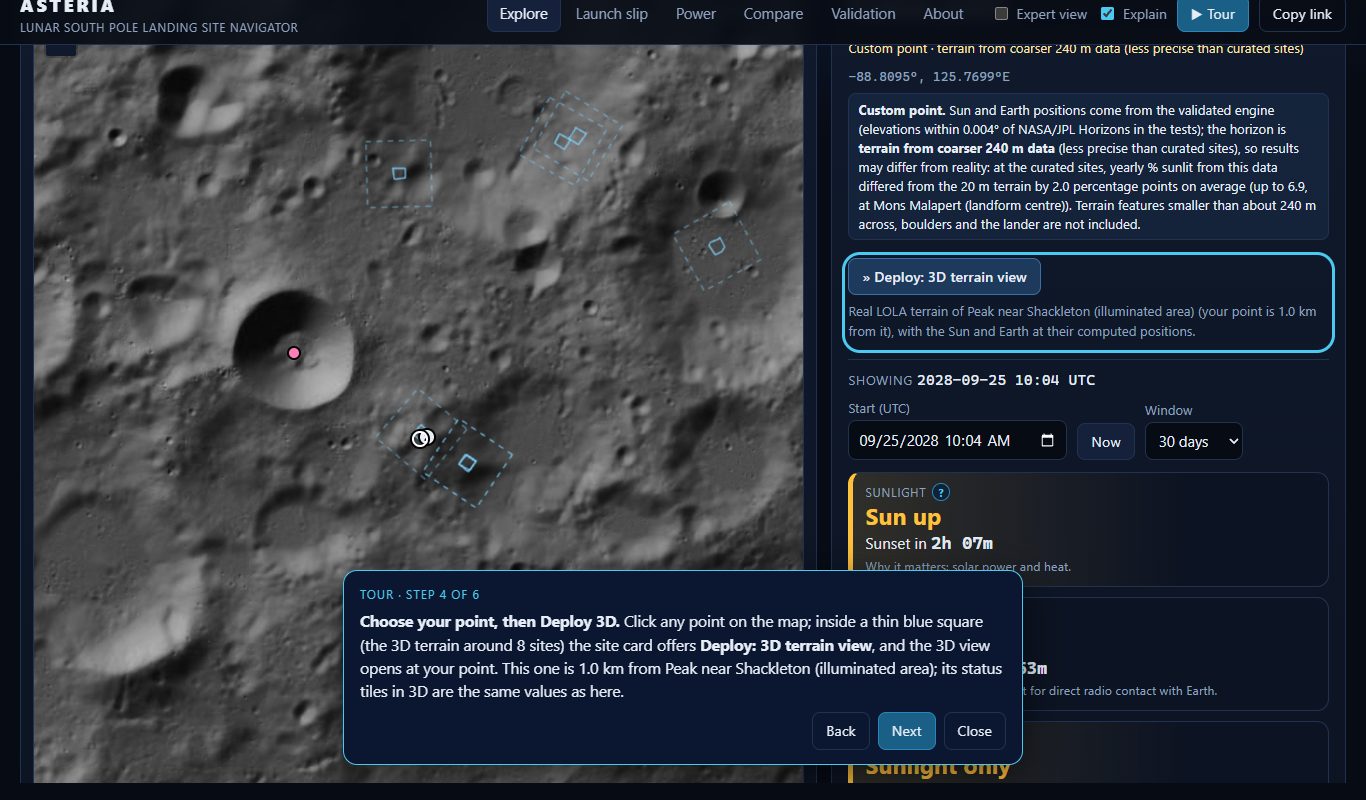 ASTERIA
LUNAR SOUTH POLE LANDING SITE NAVIGATOR
Explore
Launch slip
Power
Compare
Validation
About
Expert view
Explain
▶ Tour
Copy link
Custom point · terrain from coarser 240 m data (less precise than curated sites)
−88.8095°, 125.7699°E
Custom point. Sun and Earth positions come from the validated engine
(elevations within 0.004° of NASA/JPL Horizons in the tests); the horizon is
terrain from coarser 240 m data (less precise than curated sites), so results
may differ from reality: at the curated sites, yearly % sunlit from this data
differed from the 20 m terrain by 2.0 percentage points on average (up to 6.9,
at Mons Malapert (landform centre)). Terrain features smaller than about 240 m
across, boulders and the lander are not included.
» Deploy: 3D terrain view
Real LOLA terrain of Peak near Shackleton (illuminated area) (your point is 1.0 km
from it), with the Sun and Earth at their computed positions.
SHOWING 2028-09-25 10:04 UTC
Start (UTC)
Window
09/25/2028 10:04 AM
Now
30 days
SUNLIGHT ?
Sun up
Sunset in 2h 07m
Why it matters: solar power and heat.
53m
t for direct radio contact with Earth.
Sunlight only
TOUR · STEP 4 OF 6
Choose your point, then Deploy 3D. Click any point on the map; inside a thin blue square
(the 3D terrain around 8 sites) the site card offers Deploy: 3D terrain view, and the 3D view
opens at your point. This one is 1.0 km from Peak near Shackleton (illuminated area); its status
tiles in 3D are the same values as here.
Back
Next
Close